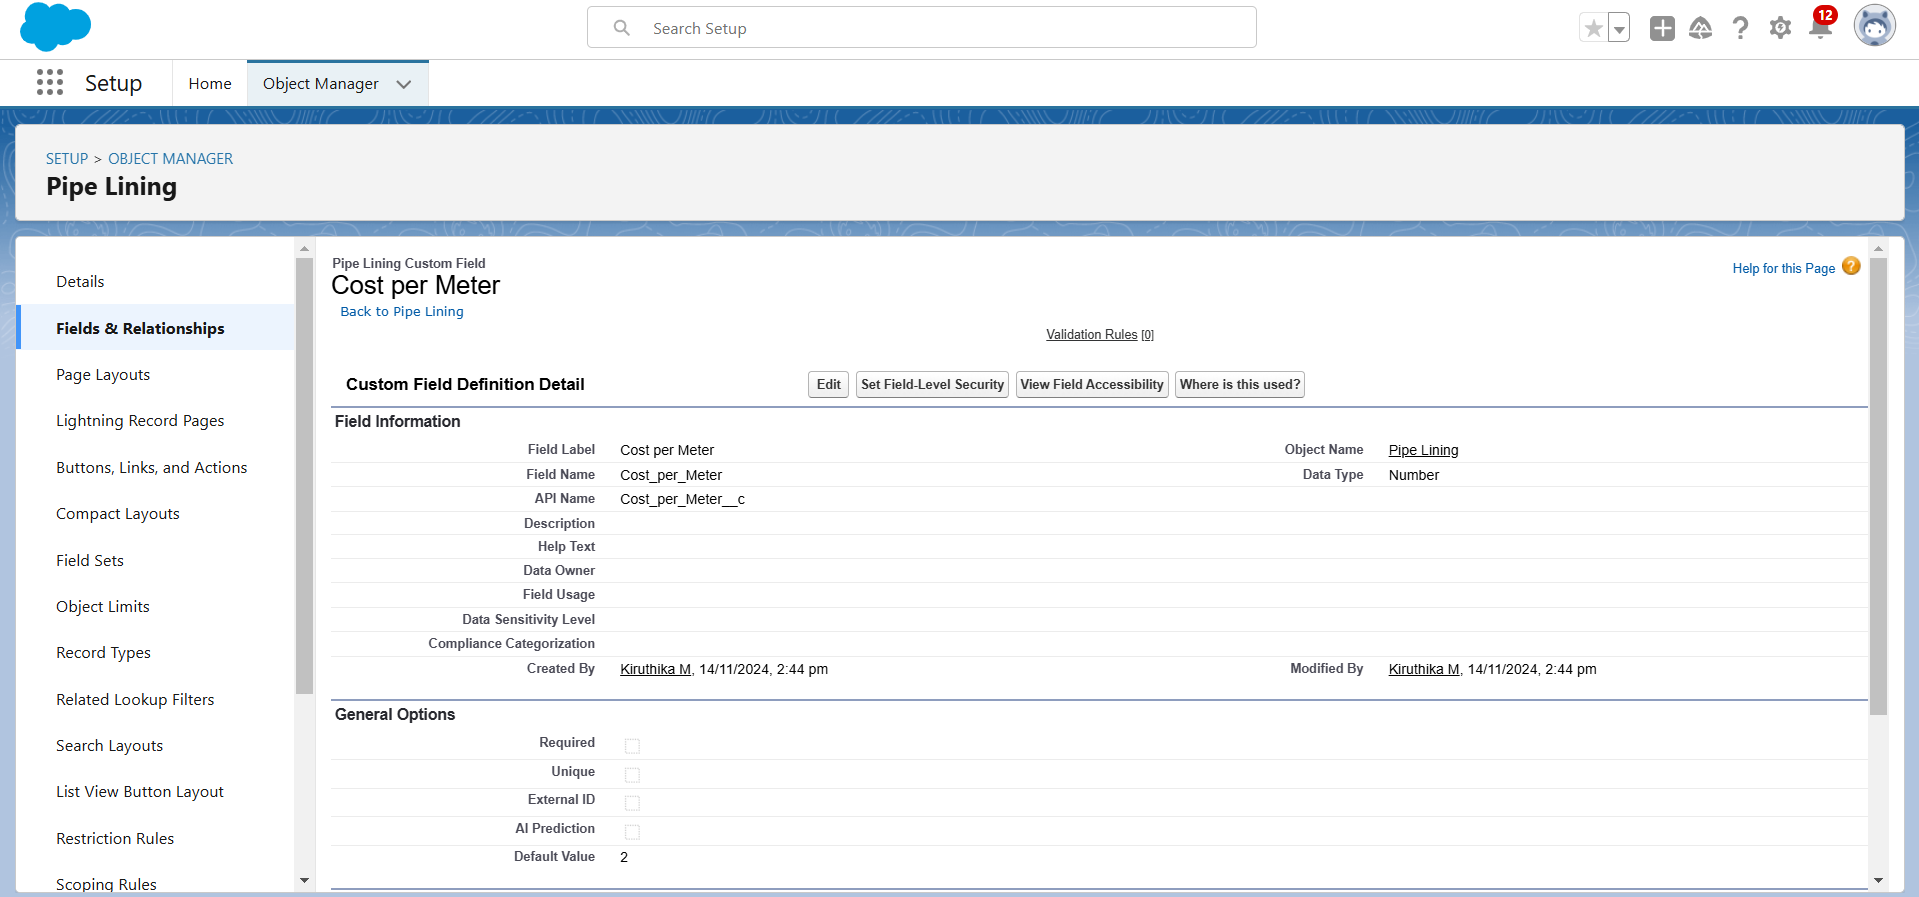 Search Setup
12
Setup
Home
Object Manager
SETUP > OBJECT MANAGER
Pipe Lining
Details
Fields & Relationships
Page Layouts
Lightning Record Pages
Buttons, Links, and Actions
Compact Layouts
Field Sets
Object Limits
Record Types
Related Lookup Filters
Search Layouts
List View Button Layout
Restriction Rules
Scoping Rules
Pipe Lining Custom Field
Cost per Meter
Back to Pipe Lining
Help for this Page ?
Validation Rules [0]
Custom Field Definition Detail
Edit
Set Field-Level Security
View Field Accessibility
Where is this used?
Field Information
Field Label Cost per Meter Object Name Pipe Lining
Field Name Cost_per_Meter Data Type Number
API Name Cost_per_Meter__c
Description
Help Text
Data Owner
Field Usage
Data Sensitivity Level
Compliance Categorization
Created By Kiruthika M, 14/11/2024, 2:44 pm Modified By Kiruthika M, 14/11/2024, 2:44 pm
General Options
Required
Unique
External ID
AI Prediction
Default Value 2